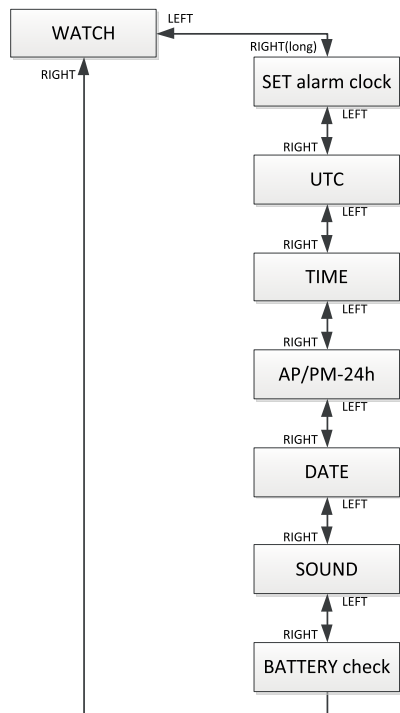 LEFT
WATCH
RIGHT(long)
RIGHT
SET alarm clock
LEFT
RIGHT
UTC
LEFT
RIGHT
TIME
LEFT
RIGHT
AP/PM-24h
LEFT
RIGHT
DATE
LEFT
RIGHT
SOUND
LEFT
RIGHT
BATTERY check